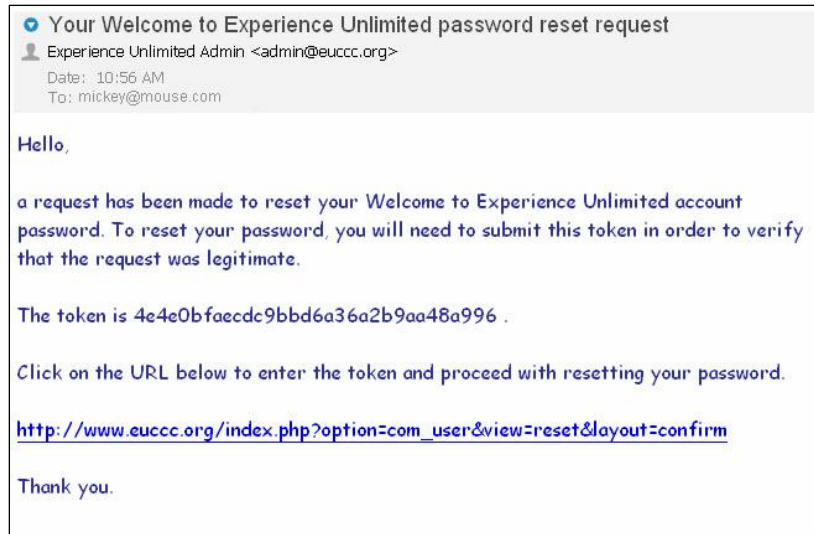 Your Welcome to Experience Unlimited password reset request
Experience Unlimited Admin <admin@euccc.org>
Date: 10:56 AM
To: mickey@mouse.com
Hello,
a request has been made to reset your Welcome to Experience Unlimited account
password. To reset your password, you will need to submit this token in order to verify
that the request was legitimate.
The token is 4e4e0bfaecdc9bbd6a36a2b9aa48a996 .
Click on the URL below to enter the token and proceed with resetting your password.
http://www.euccc.org/index.php?option=com_user&view=reset&layout=confirm
Thank you.